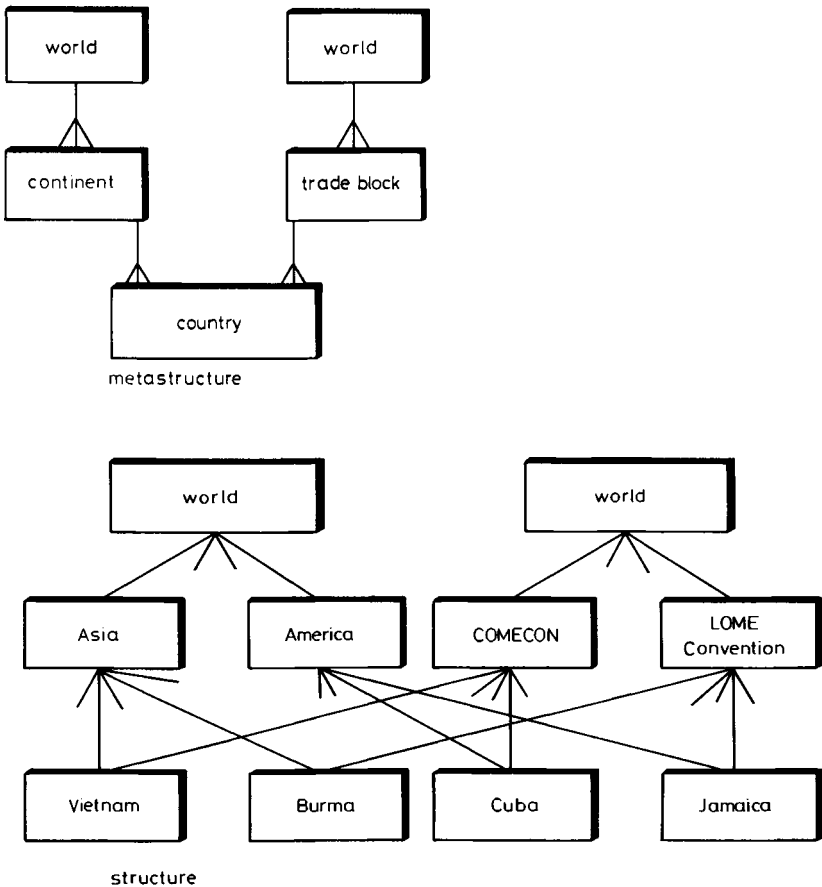 world
world
continent
trade block
country
metastructure
world
world
Asia
America
COMECON
LOME
Convention
Vietnam
Burma
Cuba
Jamaica
structure